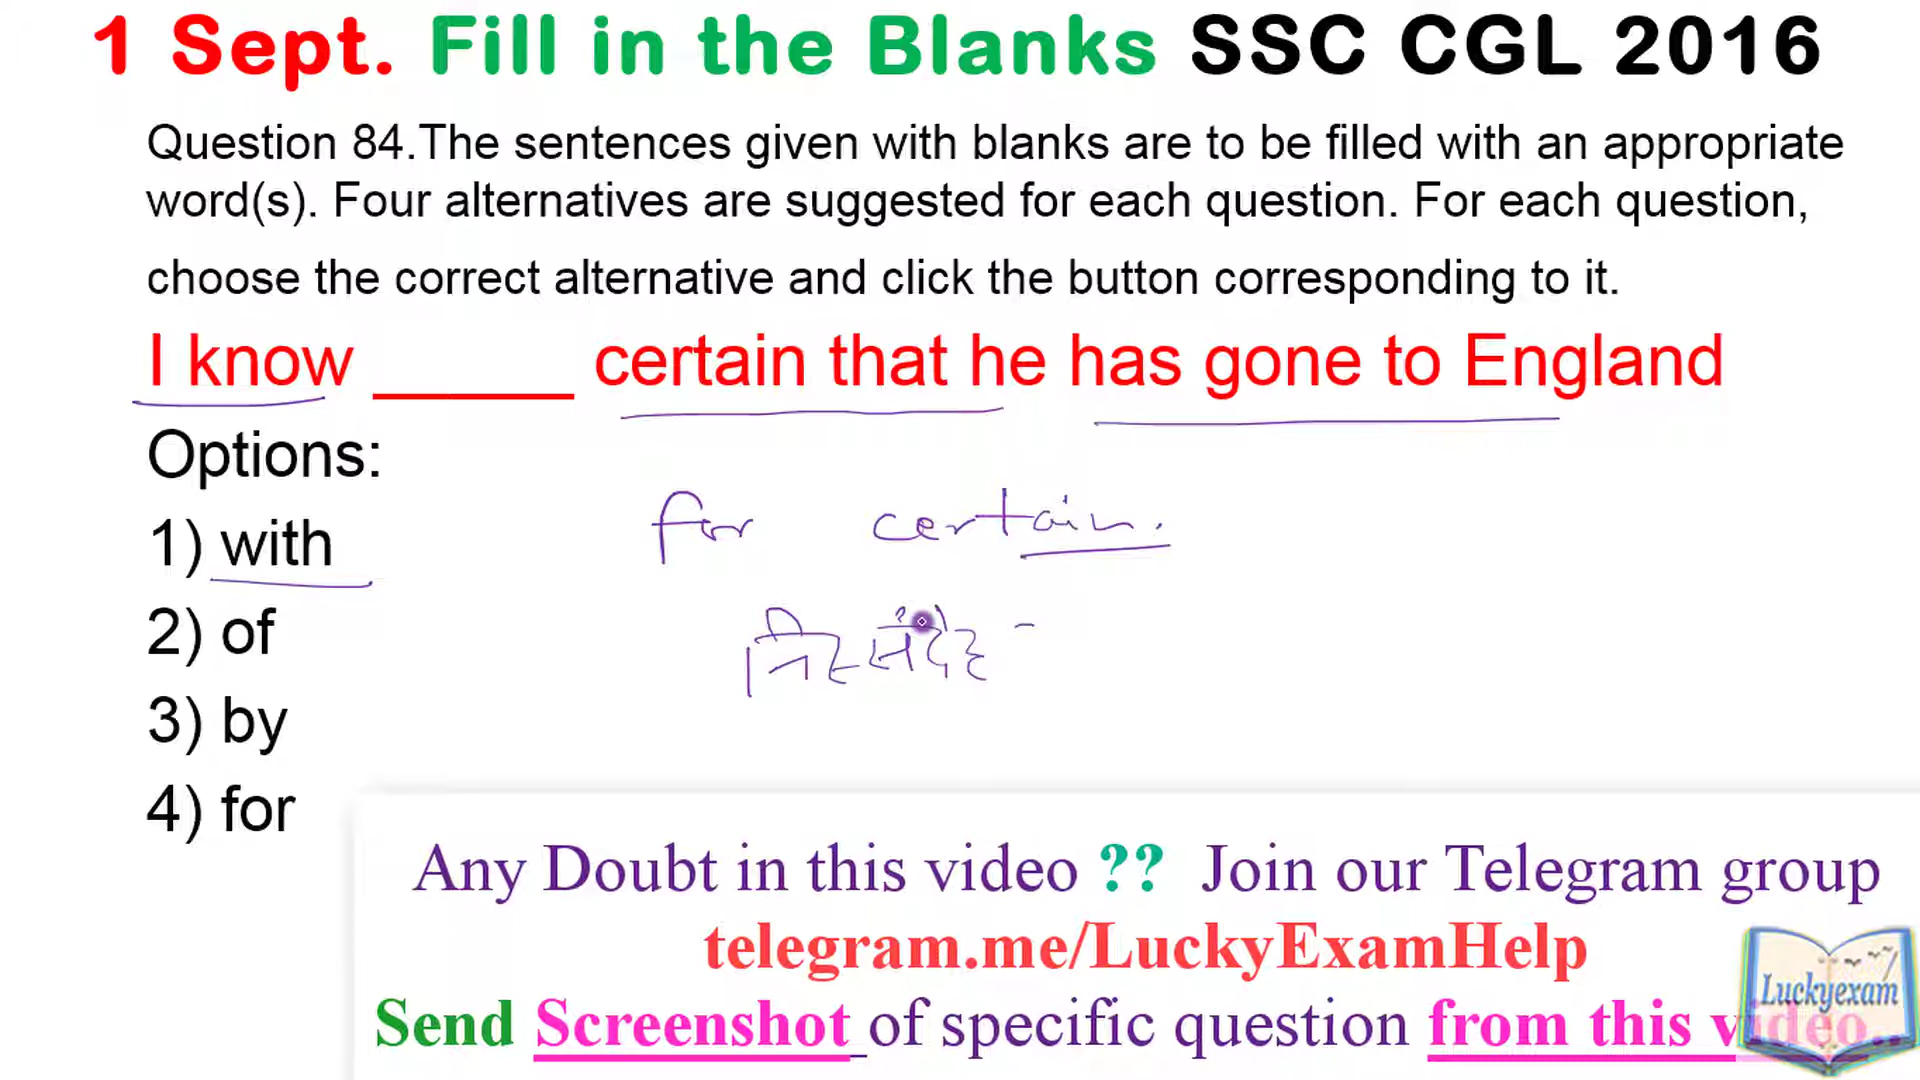 1 Sept. Fill in the Blanks SSC CGL 2016
Question 84.The sentences given with blanks are to be filled with an appropriate
word(s). Four alternatives are suggested for each question. For each question,
choose the correct alternative and click the button corresponding to it.
I know ______ certain that he has gone to England
Options:
for certain.
1) with
2) of
3) by
4) for
Any Doubt in this video ?? Join our Telegram group
telegram.me/LuckyExamHelp
Luckyexam
Send Screenshot of specific question from this video..